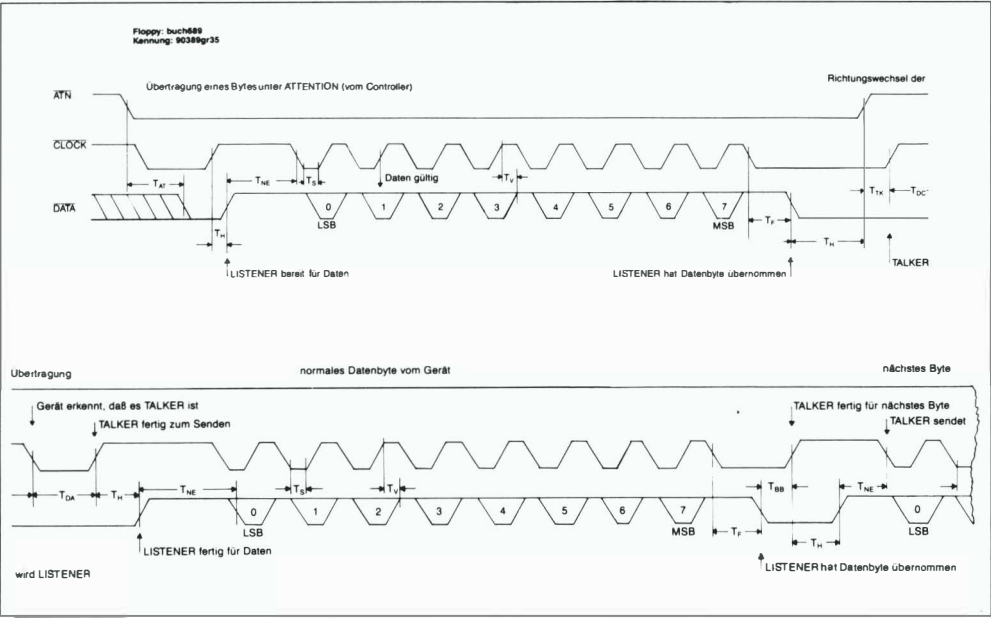 Floppy: buch689
Kennung: 90389gr35
Übertragung eines Bytes unter ATTENTION (vom Controller)
Richtungswechsel der
ATN
CLOCK
T_AT
T_NE
T_S
Daten gültig
T_V
T_TK
T_DC
DATA
0
1
2
3
4
5
6
7
LSB
MSB
T_F
T_H
T_H
LISTENER bereit für Daten
LISTENER hat Datenbyte übernommen
TALKER
Übertragung
normales Datenbyte vom Gerät
nächstes Byte
Gerät erkennt, daß es TALKER ist
TALKER fertig für nächstes Byte
TALKER fertig zum Senden
TALKER sendet
T_DA
T_H
T_NE
T_S
T_V
T_BB
T_NE
0
1
2
3
4
5
6
7
0
LSB
MSB
T_F
T_H
LSB
LISTENER fertig für Daten
LISTENER hat Datenbyte übernommen
wird LISTENER